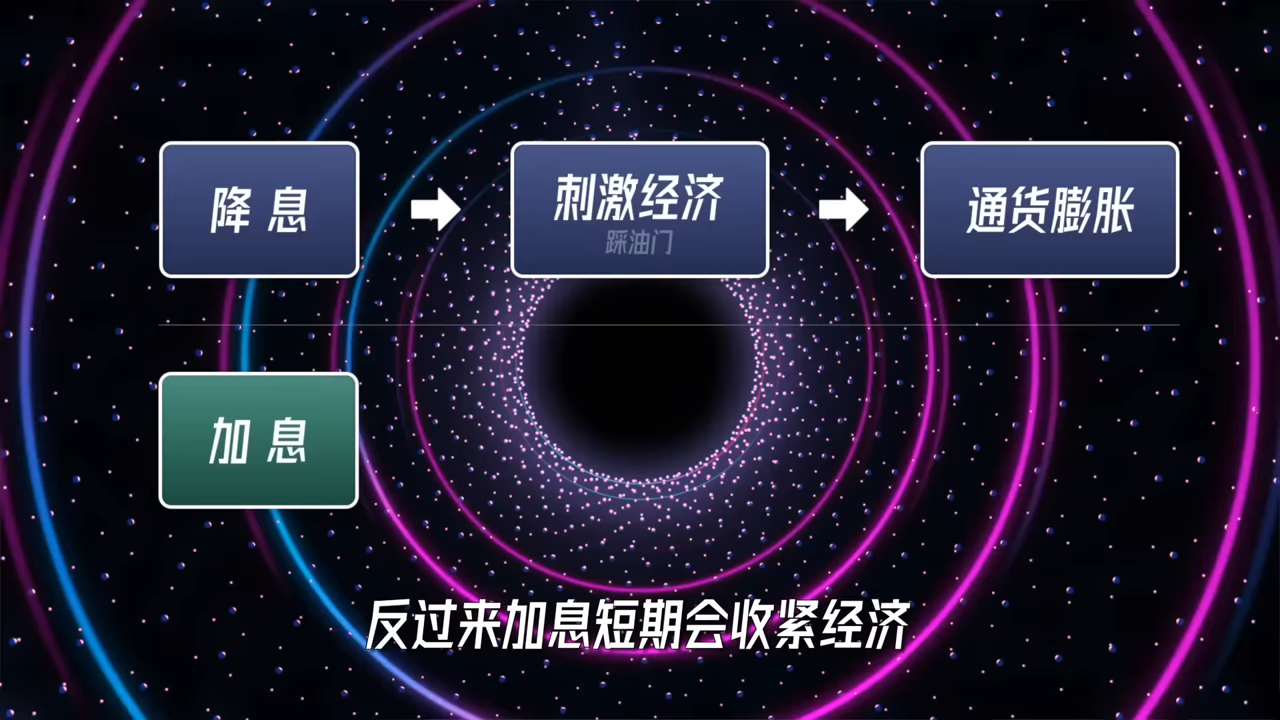 降息
刺激经济
踩油门
通货膨胀
加息
反过来加息短期会收紧经济